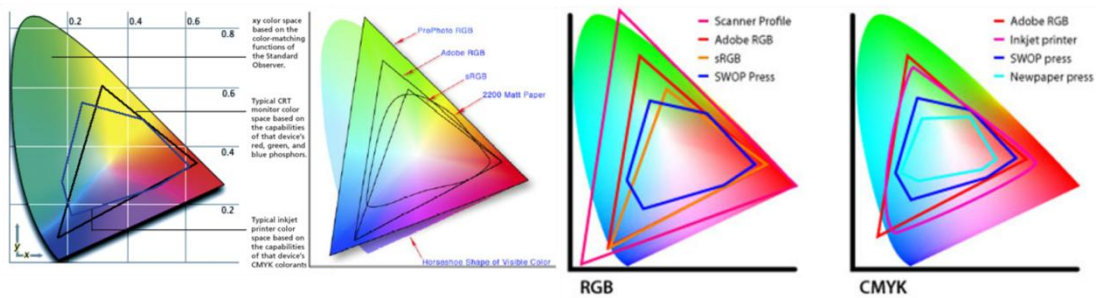 0.2 0.4 0.6
0.8
0.6
0.4
0.2
y
x
xy color space
based on the
color-matching
functions of
the Standard
Observer.
Typical CRT
monitor color
space based on
the capabilities
of that device's
red, green, and
blue phosphors.
Typical inkjet
printer color
space based on
the capabilities
of that device's
CMYK colorants
ProPhoto RGB
Adobe RGB
sRGB
2200 Matt Paper
Horseshoe Shape of Visible Color
Scanner Profile
Adobe RGB
sRGB
SWOP Press
RGB
Adobe RGB
Inkjet printer
SWOP Press
Newpaper press
CMYK